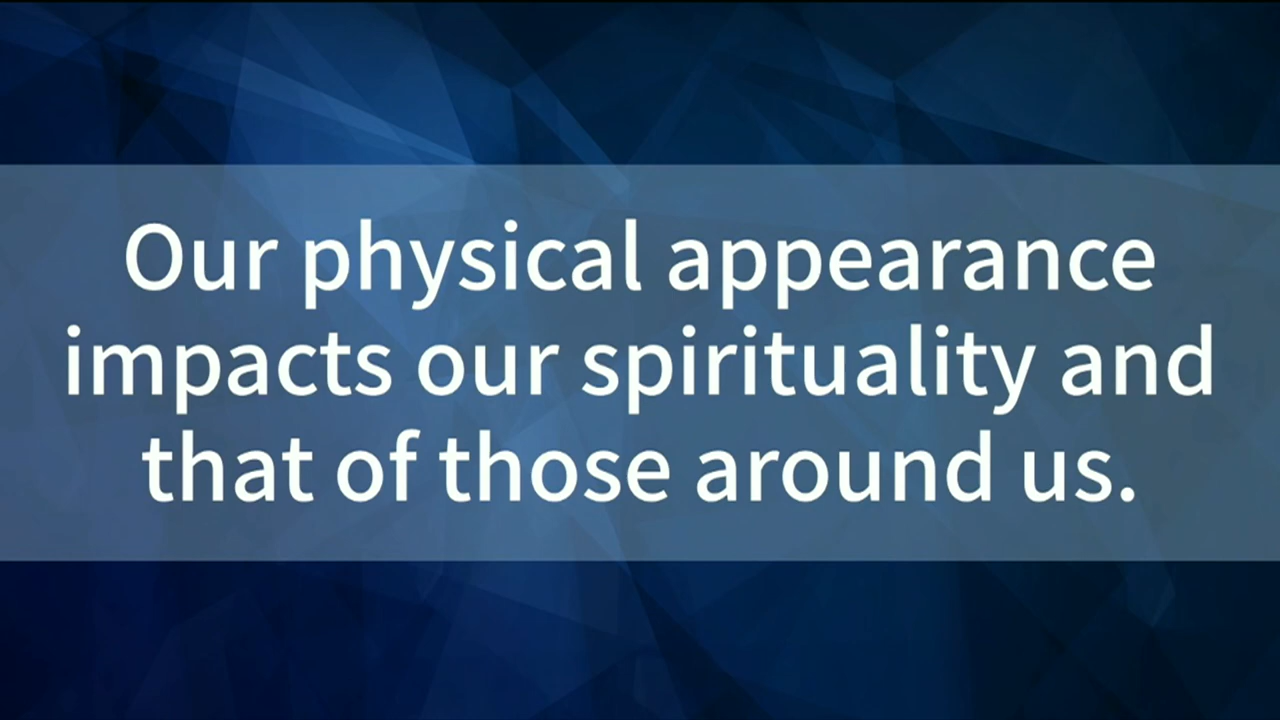 Our physical appearance
impacts our spirituality and
that of those around us.